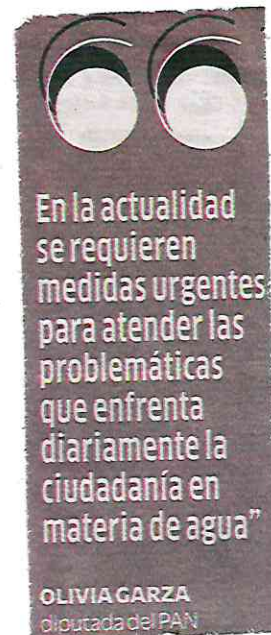 En la actualidad
se requieren
medidas urgentes
para atender las
problemáticas
que enfrenta
diariamente la
ciudadanía en
materia de agua”
OLIVIA GARZA
diputada del PAN